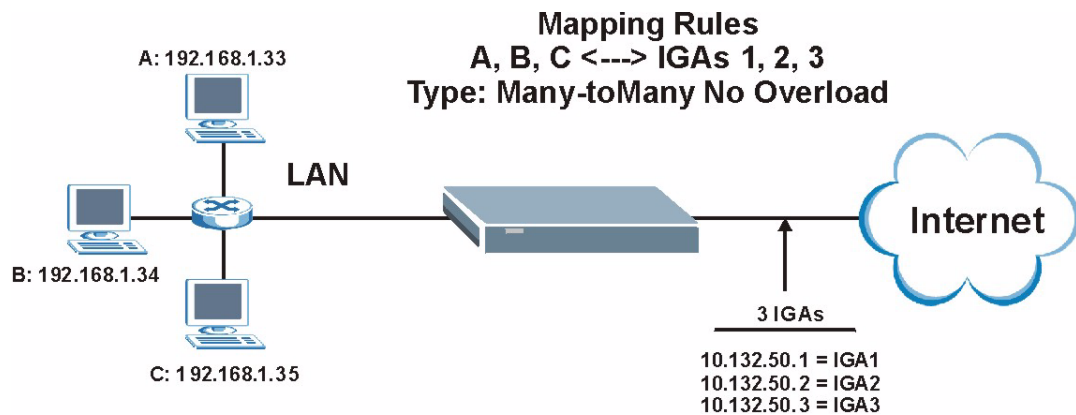 Mapping Rules
A, B, C <---> IGAs 1, 2, 3
Type: Many-toMany No Overload
A: 192.168.1.33
LAN
B: 192.168.1.34
C: 192.168.1.35
Internet
3 IGAs
10.132.50.1 = IGA1
10.132.50.2 = IGA2
10.132.50.3 = IGA3